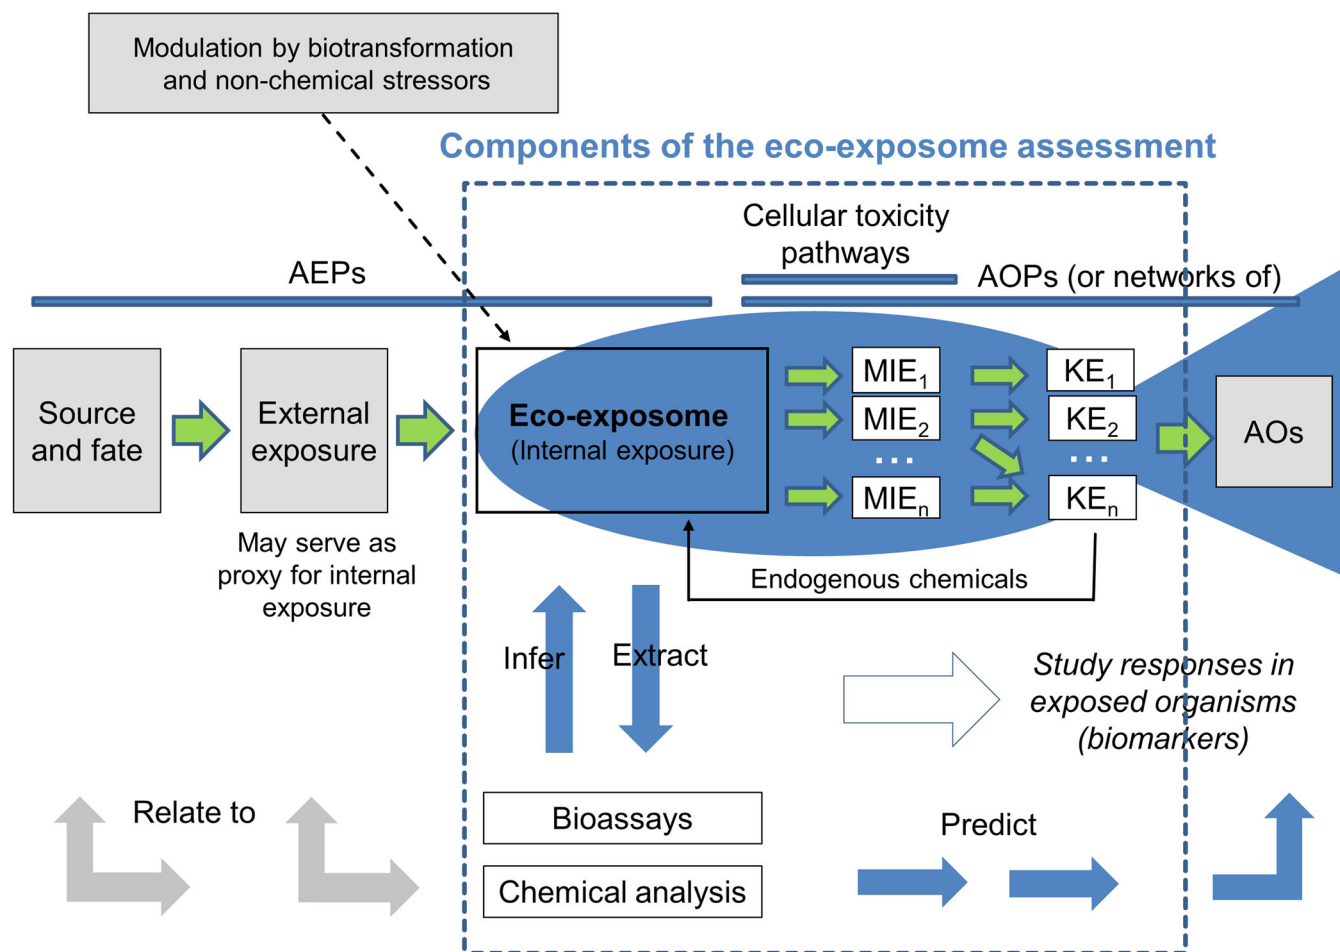 Modulation by biotransformation
and non-chemical stressors
Components of the eco-exposome assessment
Cellular toxicity
pathways
AEPs
AOPs (or networks of)
Source
and fate
External
exposure
Eco-exposome
(Internal exposure)
MIE1
MIE2
...
MIEn
KE1
KE2
...
KEn
AOs
May serve as
proxy for internal
exposure
Endogenous chemicals
Infer
Extract
Study responses in
exposed organisms
(biomarkers)
Relate to
Bioassays
Chemical analysis
Predict